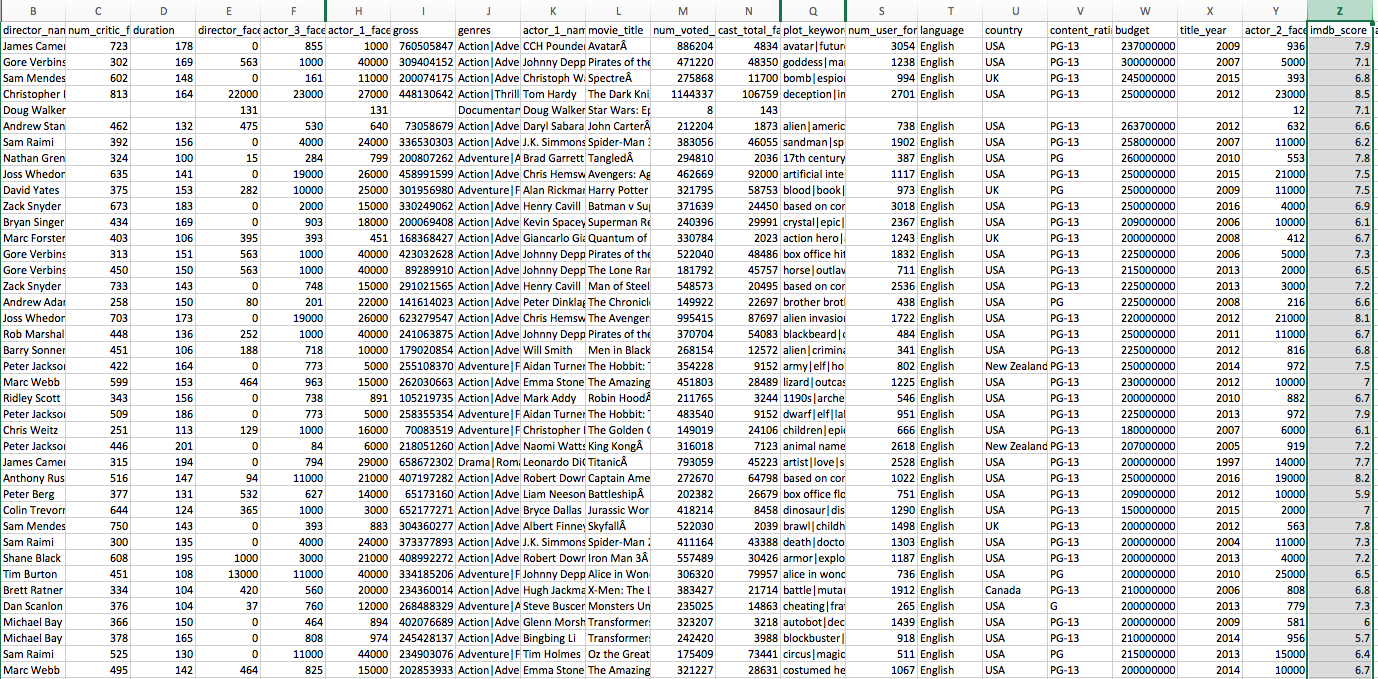 B C D E F H I J K L M N Q S T U V W X Y Z
director_nan num_critic_f duration director_face actor_3_face actor_1_face gross genres actor_1_nam movie_title num_voted_ cast_total_fa plot_keywor num_user_for language country content_rati budget title_year actor_2_face imdb_score
James Camer 723 178 0 855 1000 760505847 Action|Adve CCH Pounder AvatarÂ 886204 4834 avatar|futur 3054 English USA PG-13 237000000 2009 936 7.9
Gore Verbins 302 169 563 1000 40000 309404152 Action|Adve Johnny Depp Pirates of the 471220 48350 goddess|mar 1238 English USA PG-13 300000000 2007 5000 7.1
Sam Mendes 602 148 0 161 11000 200074175 Action|Adve Christoph W SpectreÂ 275868 11700 bomb|espior 994 English UK PG-13 245000000 2015 393 6.8
Christopher 813 164 22000 23000 27000 448130642 Action|Thrill Tom Hardy The Dark Kni 1144337 106759 deception|in 2701 English USA PG-13 250000000 2012 23000 8.5
Doug Walker 131 131 Documentar Doug Walker Star Wars: Ep 8 143 12 7.1
Andrew Stan 462 132 475 530 640 73058679 Action|Adve Daryl Sabara John CarterÂ 212204 1873 alien|americ 738 English USA PG-13 263700000 2012 632 6.6
Sam Raimi 392 156 0 4000 24000 336530303 Action|Adve J.K. Simmons Spider-Man 3 383056 46055 sandman|sp 1902 English USA PG-13 258000000 2007 11000 6.2
Nathan Gren 324 100 15 284 799 200807262 Adventure|A Brad Garrett TangledÂ 294810 2036 17th century 387 English USA PG 260000000 2010 553 7.8
Joss Whedon 635 141 0 19000 26000 458991599 Action|Adve Chris Hemsw Avengers: Ag 462669 92000 artificial inte 1117 English USA PG-13 250000000 2015 21000 7.5
David Yates 375 153 282 10000 25000 301956980 Adventure|F Alan Rickmar Harry Potter 321795 58753 blood|book| 973 English UK PG 250000000 2009 11000 7.5
Zack Snyder 673 183 0 2000 15000 330249062 Action|Adve Henry Cavill Batman v Su 371639 24450 based on cor 3018 English USA PG-13 250000000 2016 4000 6.9
Bryan Singer 434 169 0 903 18000 200069408 Action|Adve Kevin Spacey Superman Re 240396 29991 crystal|epic| 2367 English USA PG-13 209000000 2006 10000 6.1
Marc Forster 403 106 395 393 451 168368427 Action|Adve Giancarlo Gia Quantum of 330784 2023 action hero| 1243 English UK PG-13 200000000 2008 412 6.7
Gore Verbins 313 151 563 1000 40000 423032628 Action|Adve Johnny Depp Pirates of the 522040 48486 box office hit 1832 English USA PG-13 225000000 2006 5000 7.3
Gore Verbins 450 150 563 1000 40000 89289910 Action|Adve Johnny Depp The Lone Ran 181792 45757 horse|outlaw 711 English USA PG-13 215000000 2013 2000 6.5
Zack Snyder 733 143 0 748 15000 291021565 Action|Adve Henry Cavill Man of Steel 548573 20495 based on cor 2536 English USA PG-13 225000000 2013 3000 7.2
Andrew Adar 258 150 80 201 22000 141614023 Action|Adve Peter Dinklag The Chronicl 149922 22697 brother brotl 438 English USA PG 225000000 2008 216 6.6
Joss Whedon 703 173 0 19000 26000 623279547 Action|Adve Chris Hemsw The Avenger 995415 87697 alien invasior 1722 English USA PG-13 220000000 2012 21000 8.1
Rob Marshal 448 136 252 1000 40000 241063875 Action|Adve Johnny Depp Pirates of the 370704 54083 blackbeard|c 484 English USA PG-13 250000000 2011 11000 6.7
Barry Sonner 451 106 188 718 10000 179020854 Action|Adve Will Smith Men in Black 268154 12572 alien|crimina 341 English USA PG-13 225000000 2012 816 6.8
Peter Jackso 422 164 0 773 5000 255108370 Adventure|F Aidan Turner The Hobbit: 354228 9152 army|elf|ho 802 English New Zealand PG-13 250000000 2014 972 7.5
Marc Webb 599 153 464 963 15000 262030663 Action|Adve Emma Stone The Amazing 451803 28489 lizard|outcas 1225 English USA PG-13 230000000 2012 10000 7
Ridley Scott 343 156 0 738 891 105219735 Action|Adve Mark Addy Robin HoodÂ 211765 3244 1190s|arche 546 English USA PG-13 200000000 2010 882 6.7
Peter Jackso 509 186 0 773 5000 258355354 Adventure|F Aidan Turner The Hobbit: 483540 9152 dwarf|elf|la 951 English USA PG-13 225000000 2013 972 7.9
Chris Weitz 251 113 129 1000 16000 70083519 Adventure|F Christopher The Golden C 149019 24106 children|epi 666 English USA PG-13 180000000 2007 6000 6.1
Peter Jackso 446 201 0 84 6000 218051260 Action|Adve Naomi Watts King KongÂ 316018 7123 animal name 2618 English New Zealand PG-13 207000000 2005 919 7.2
James Camer 315 194 0 794 29000 658672302 Drama|Roma Leonardo DiC TitanicÂ 793059 45223 artist|love|s 2528 English USA PG-13 200000000 1997 14000 7.7
Anthony Rus 516 147 94 11000 21000 407197282 Action|Adve Robert Down Captain Ame 272670 64798 based on cor 1022 English USA PG-13 250000000 2016 19000 8.2
Peter Berg 377 131 532 627 14000 65173160 Action|Adve Liam Neeson BattleshipÂ 202382 26679 box office flo 751 English USA PG-13 209000000 2012 10000 5.9
Colin Trevorr 644 124 365 1000 3000 652177271 Action|Adve Bryce Dallas Jurassic Wor 418214 8458 dinosaur|dis 1290 English USA PG-13 150000000 2015 2000 7
Sam Mendes 750 143 0 393 883 304360277 Action|Adve Albert Finney SkyfallÂ 522030 2039 brawl|childh 1498 English UK PG-13 200000000 2012 563 7.8
Sam Raimi 300 135 0 4000 24000 373377893 Action|Adve J.K. Simmons Spider-Man 2 411164 43388 death|docto 1303 English USA PG-13 200000000 2004 11000 7.3
Shane Black 608 195 1000 3000 21000 408992272 Action|Adve Robert Down Iron Man 3Â 557489 30426 armor|explo 1187 English USA PG-13 200000000 2013 4000 7.2
Tim Burton 451 108 13000 11000 40000 334185206 Adventure|F Johnny Depp Alice in Won 306320 79957 alice in wond 736 English USA PG 200000000 2010 25000 6.5
Brett Ratner 334 104 420 560 20000 234360014 Action|Adve Hugh Jackma X-Men: The L 383427 21714 battle|mutar 1912 English Canada PG-13 210000000 2006 808 6.8
Dan Scanlon 376 104 37 760 12000 268488329 Adventure|A Steve Buscer Monsters Un 235025 14863 cheating|fra 265 English USA G 200000000 2013 779 7.3
Michael Bay 366 150 0 464 894 402076689 Action|Adve Glenn Morsh Transformer 323207 3218 autobot|dec 1439 English USA PG-13 200000000 2009 581 6
Michael Bay 378 165 0 808 974 245428137 Action|Adve Bingbing Li Transformer 242420 3988 blockbuster| 918 English USA PG-13 210000000 2014 956 5.7
Sam Raimi 525 130 0 11000 44000 234903076 Adventure|F Tim Holmes Oz the Great 175409 73441 circus|magic 511 English USA PG 215000000 2013 15000 6.4
Marc Webb 495 142 464 825 15000 202853933 Action|Adve Emma Stone The Amazing 321227 28631 costumed he 1067 English USA PG-13 200000000 2014 10000 6.7